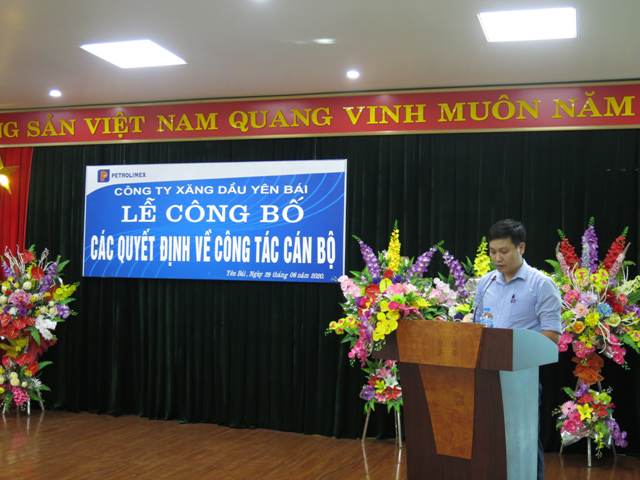 NG SẢN VIỆT NAM QUANG VINH MUÔN NĂM
PETROLIMEX
CÔNG TY XĂNG DẦU YÊN BÁI
LỄ CÔNG BỐ
CÁC QUYẾT ĐỊNH VỀ CÔNG TÁC CÁN BỘ
Yên Bái, Ngày 29 tháng 06 năm 2020.